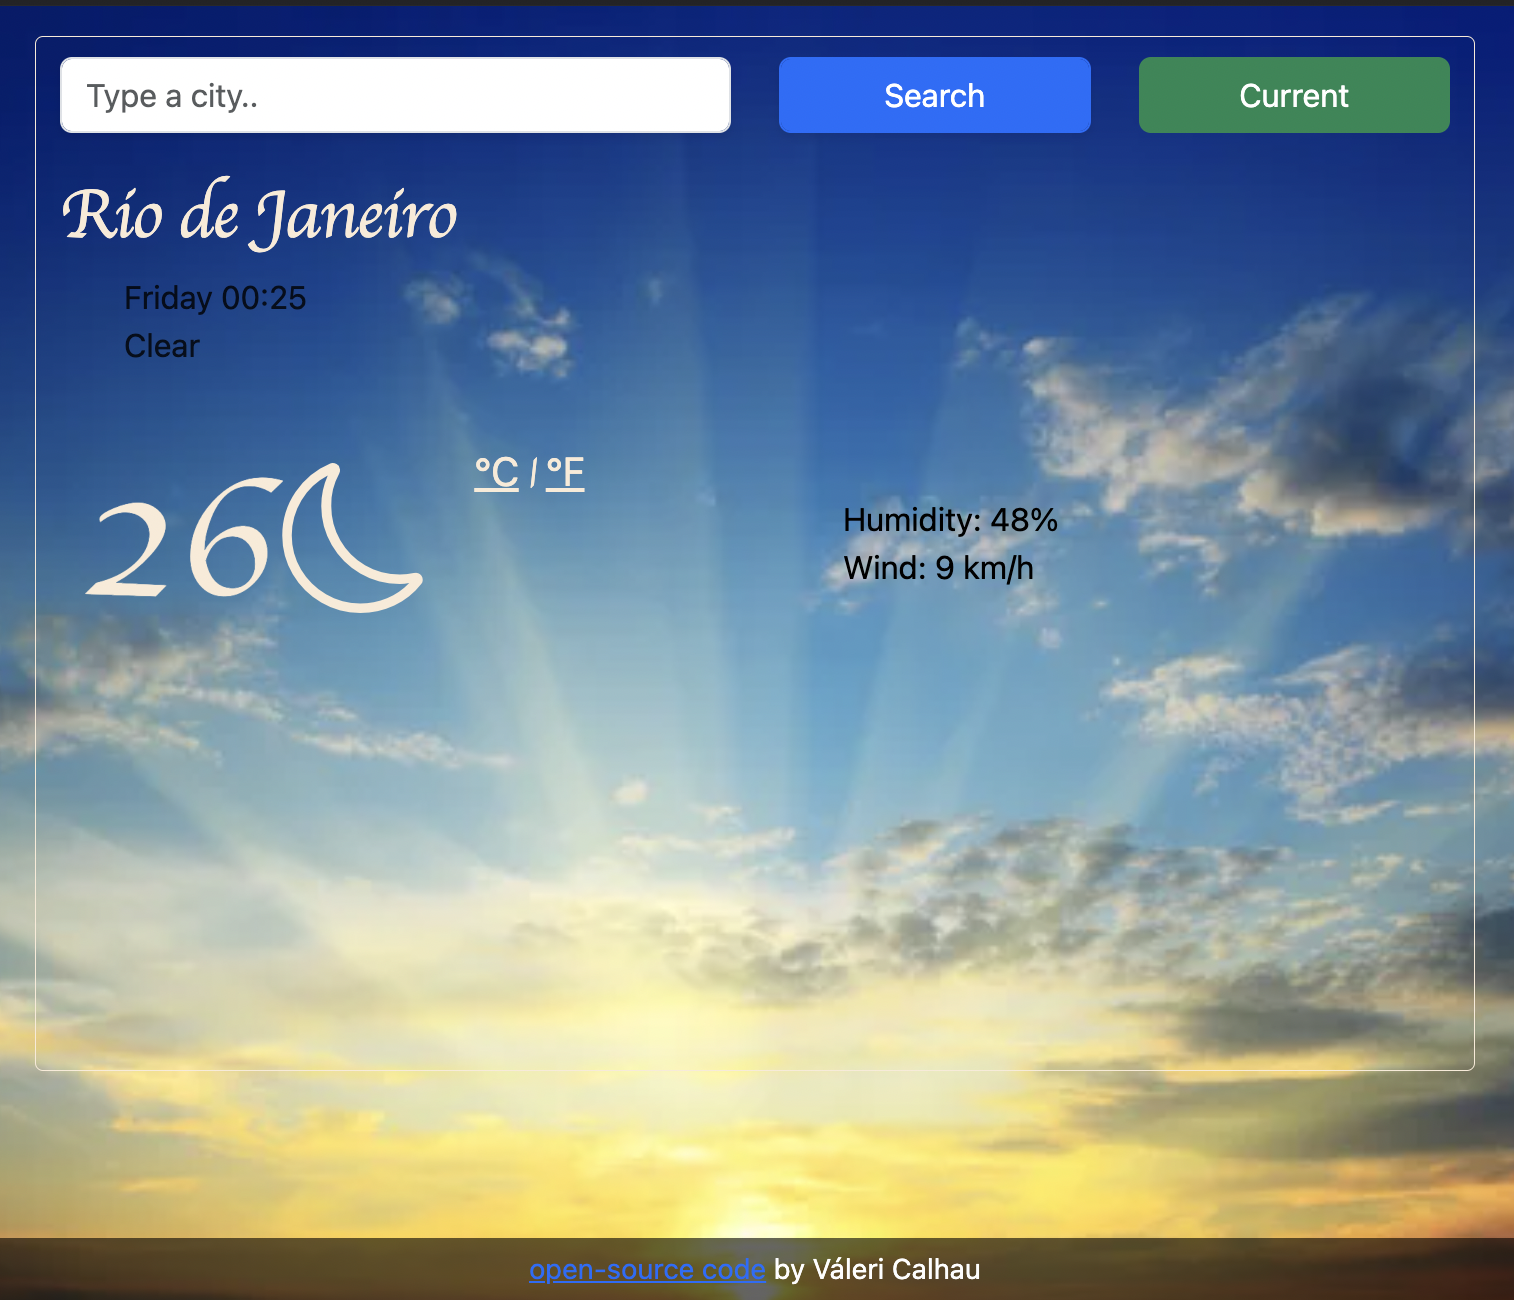 Type a city..
Search
Current
Rio de Janeiro
Friday 00:25
Clear
26
°C / °F
Humidity: 48%
Wind: 9 km/h
open-source code by Váleri Calhau